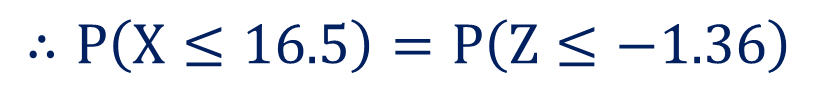 ∴ P(X ≤ 16.5) = P(Z ≤ −1.36)